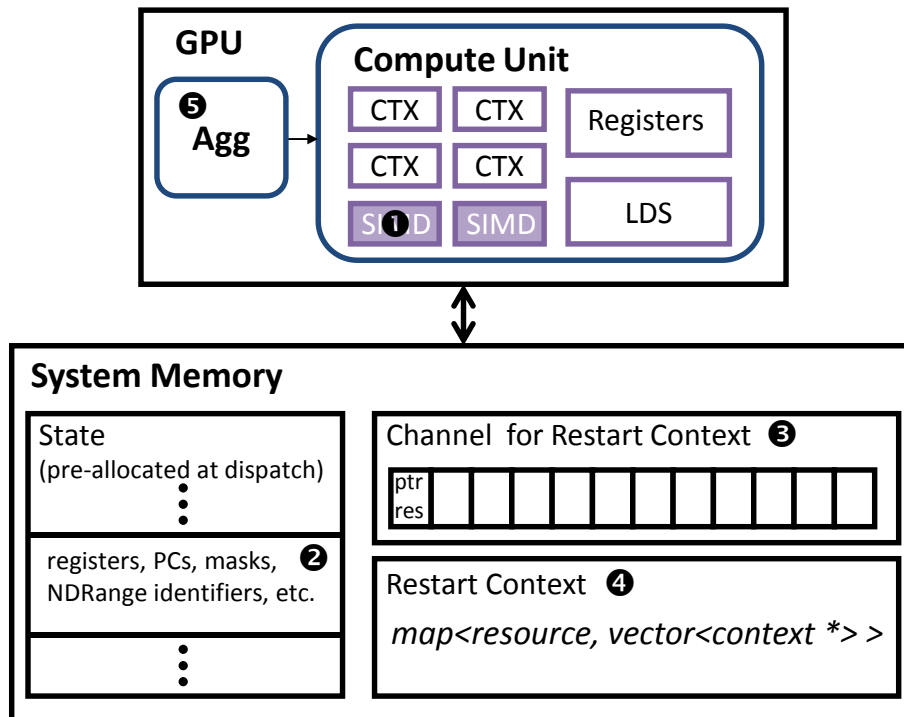 GPU
❺
Agg
Compute Unit
CTX CTX
CTX CTX
SIMD SIMD
❶
Registers
LDS
System Memory
State
(pre-allocated at dispatch)
registers, PCs, masks, ❷
NDRange identifiers, etc.
Channel for Restart Context ❸
ptr
res
Restart Context ❹
map<resource, vector<context *> >